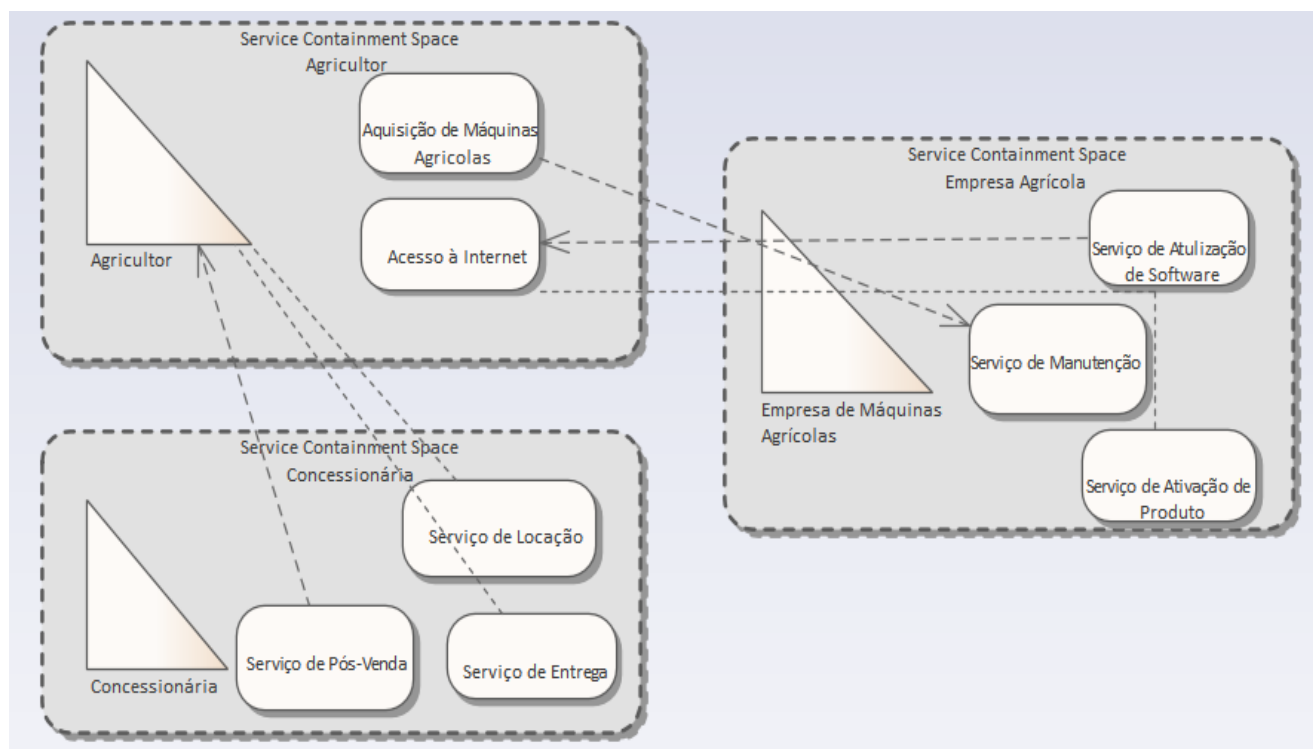 Service Containment Space
Agricultor
Aquisição de Máquinas
Agricolas
Acesso à Internet
Agricultor
Service Containment Space
Empresa Agrícola
Serviço de Atulização
de Software
Serviço de Manutenção
Empresa de Máquinas
Agrícolas
Serviço de Ativação de
Produto
Service Containment Space
Concessionária
Serviço de Locação
Serviço de Pós-Venda
Serviço de Entrega
Concessionária